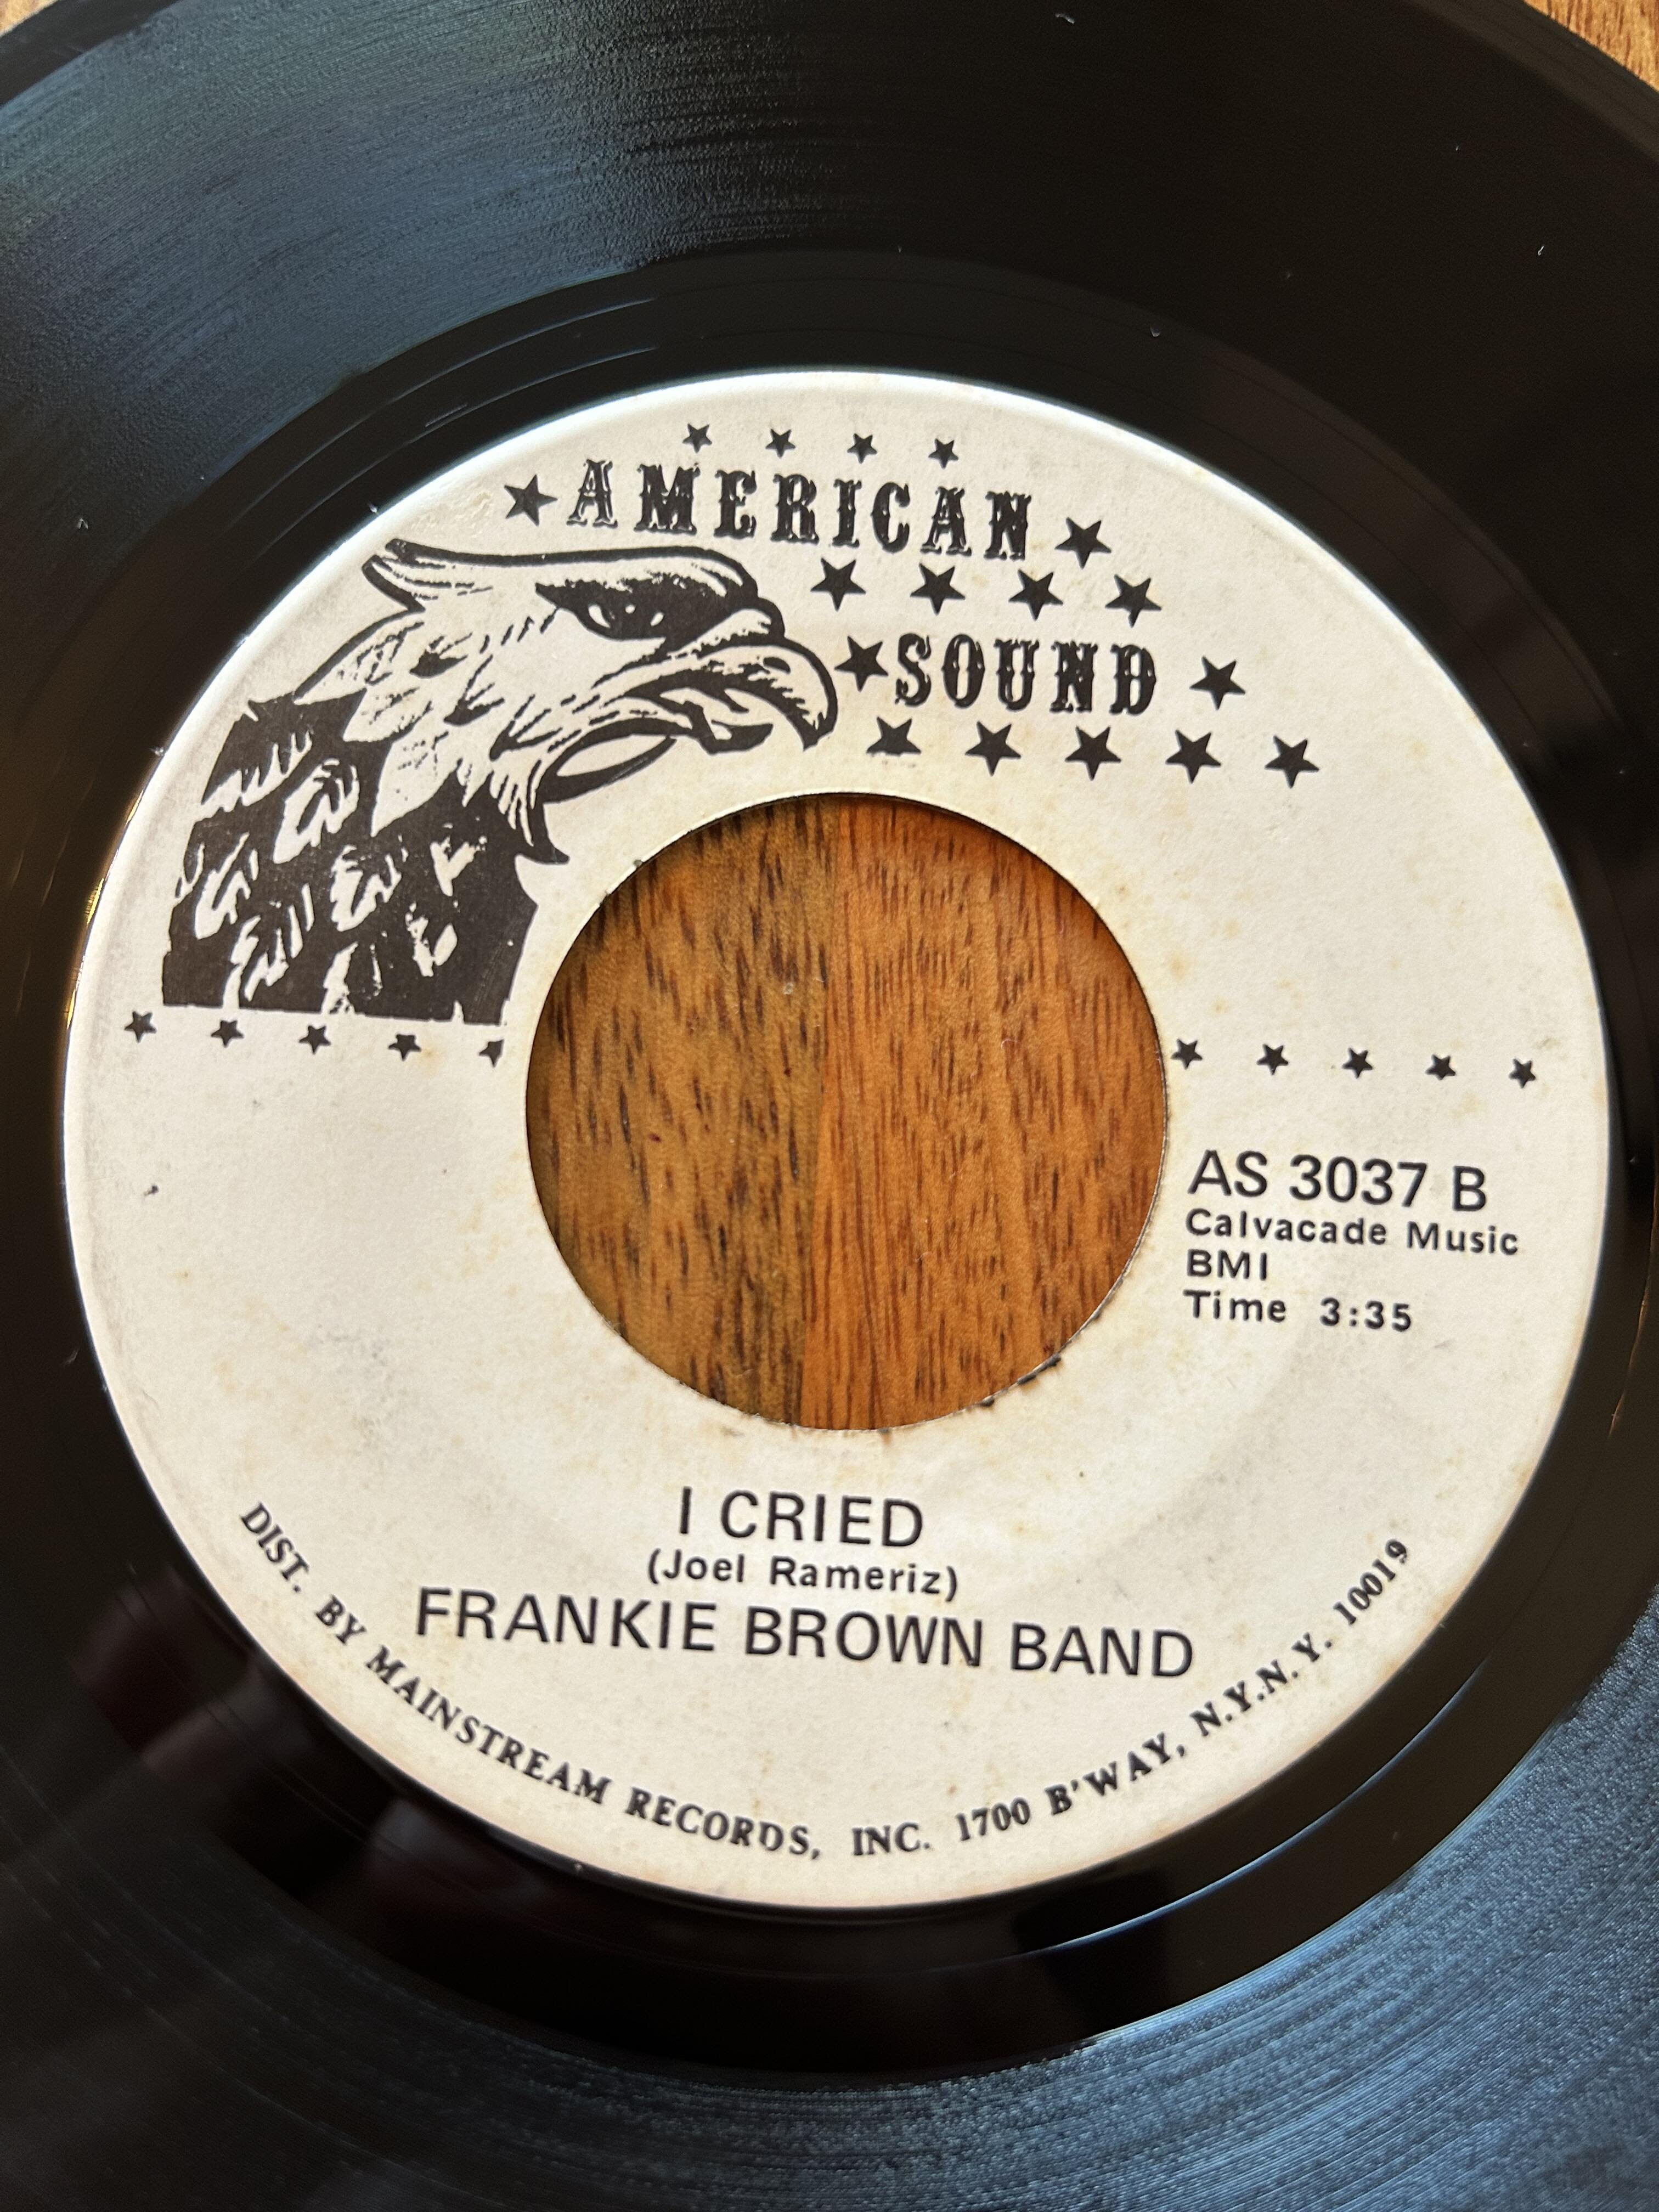 AMERICAN
SOUND
AS 3037 B
Calvacade Music
BMI
Time 3:35
I CRIED
(Joel Rameriz)
FRANKIE BROWN BAND
DIST. BY MAINSTREAM RECORDS, INC. 1700 B'WAY, N.Y.N.Y. 10019